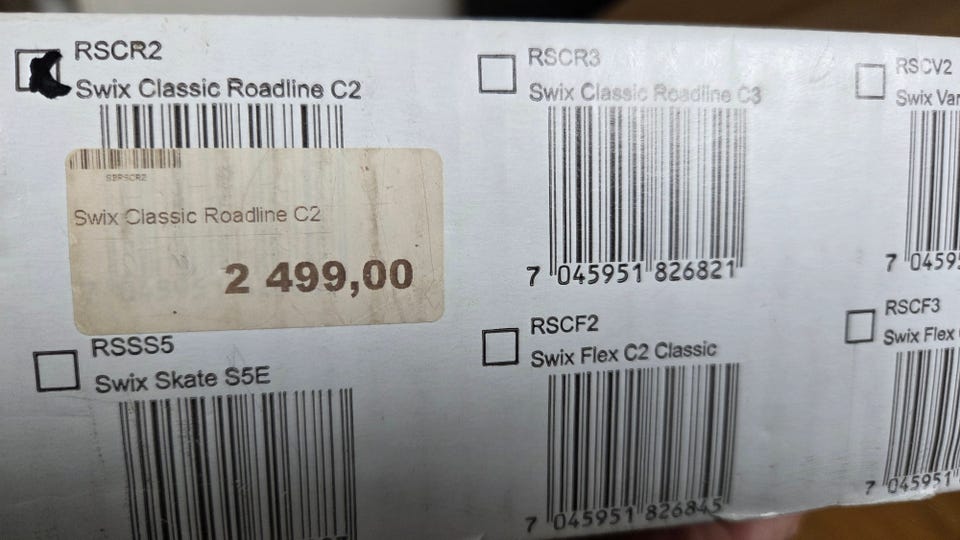 RSCR2
Swix Classic Roadline C2
SBRSCR2
Swix Classic Roadline C2
2 499,00
RSSS5
Swix Skate S5E
RSCR3
Swix Classic Roadline C3
7 045951 826821
RSCF2
Swix Flex C2 Classic
7 045951 826845
RSCV2
Swix Var
7 0459
RSCF3
Swix Flex
7 045951